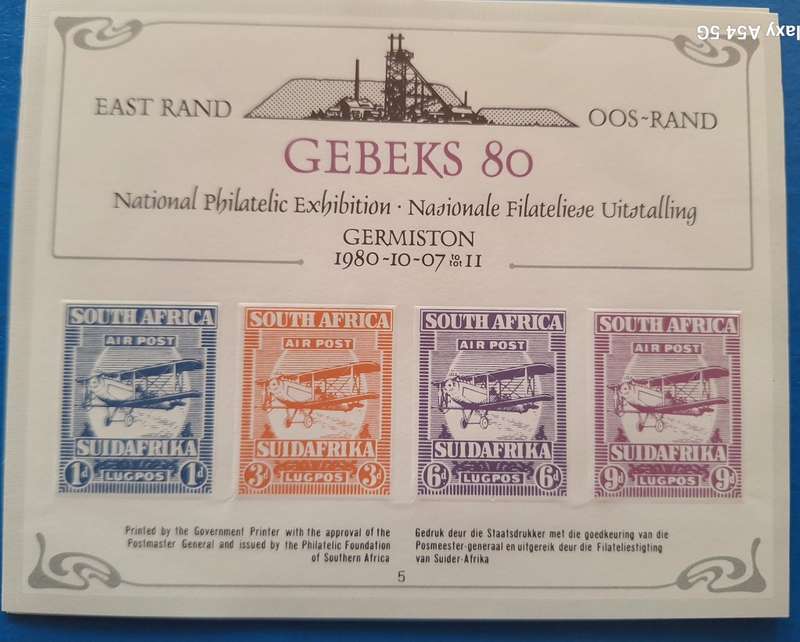 laxy A54 5G
EAST RAND
OOS-RAND
GEBEKS 80
National Philatelic Exhibition · Nasionale Filateliese Uitstalling
GERMISTON
1980-10-07 to tot 11
SOUTH AFRICA
AIR POST
SUIDAFRIKA
1d 1d
LUGPOS
SOUTH AFRICA
AIR POST
SUIDAFRIKA
3d 3d
LUGPOS
SOUTH AFRICA
AIR POST
SUIDAFRIKA
6d 6d
LUGPOS
SOUTH AFRICA
AIR POST
SUIDAFRIKA
9d 9d
LUGPOS
Printed by the Government Printer with the approval of the
Postmaster General and issued by the Philatelic Foundation
of Southern Africa
Gedruk deur die Staatsdrukker met die goedkeuring van die
Posmeester-generaal en uitgereik deur die Filateliestigting
van Suider-Afrika
5